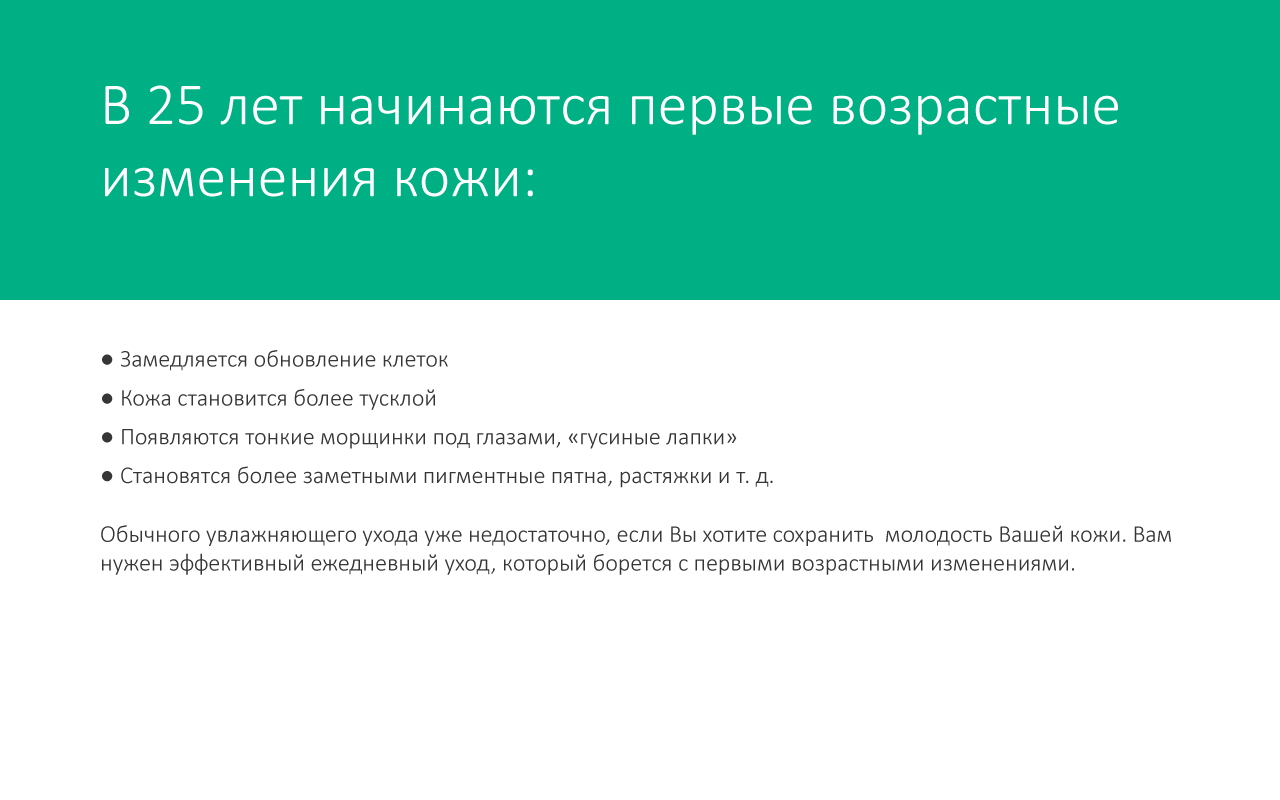 В 25 лет начинаются первые возрастные
изменения кожи:
● Замедляется обновление клеток
● Кожа становится более тусклой
● Появляются тонкие морщинки под глазами, «гусиные лапки»
● Становятся более заметными пигментные пятна, растяжки и т. д.
Обычного увлажняющего ухода уже недостаточно, если Вы хотите сохранить  молодость Вашей кожи. Вам
нужен эффективный ежедневный уход, который борется с первыми возрастными изменениями.